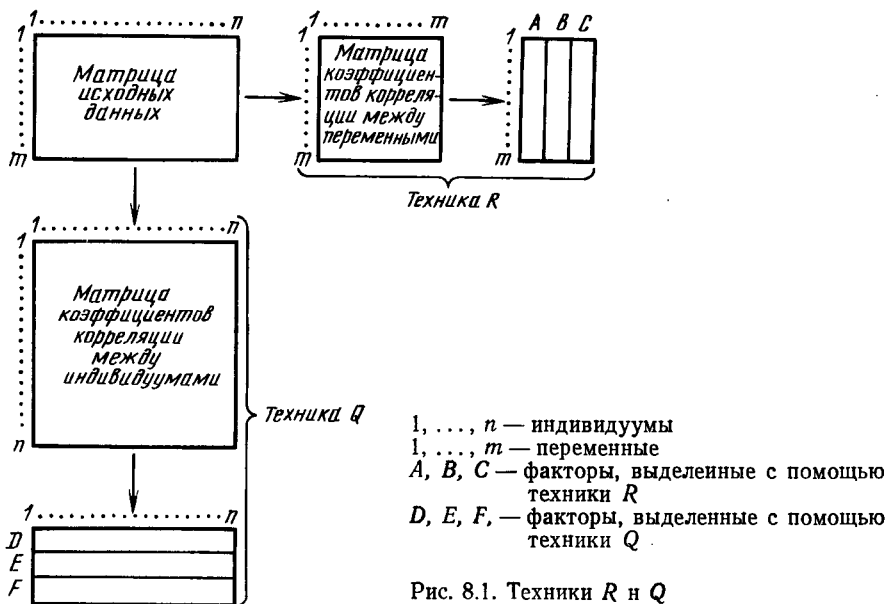 1.........n
1
Матрица
исходных
данных
m
1.........m
1
Матрица
коэффициен-
тов корреля-
ции между
переменными
m
A B C
1
m
Техника R
1.........n
1
Матрица
коэффициентов
корреляции
между
индивидуумами
n
Техника Q
1.........n
D
E
F
1, ..., n — индивидуумы
1, ..., m — переменные
A, B, C — факторы, выделеиные с помощью
техники R
D, E, F, — факторы, выделенные с помощью
техники Q
Рис. 8.1. Техники R н Q